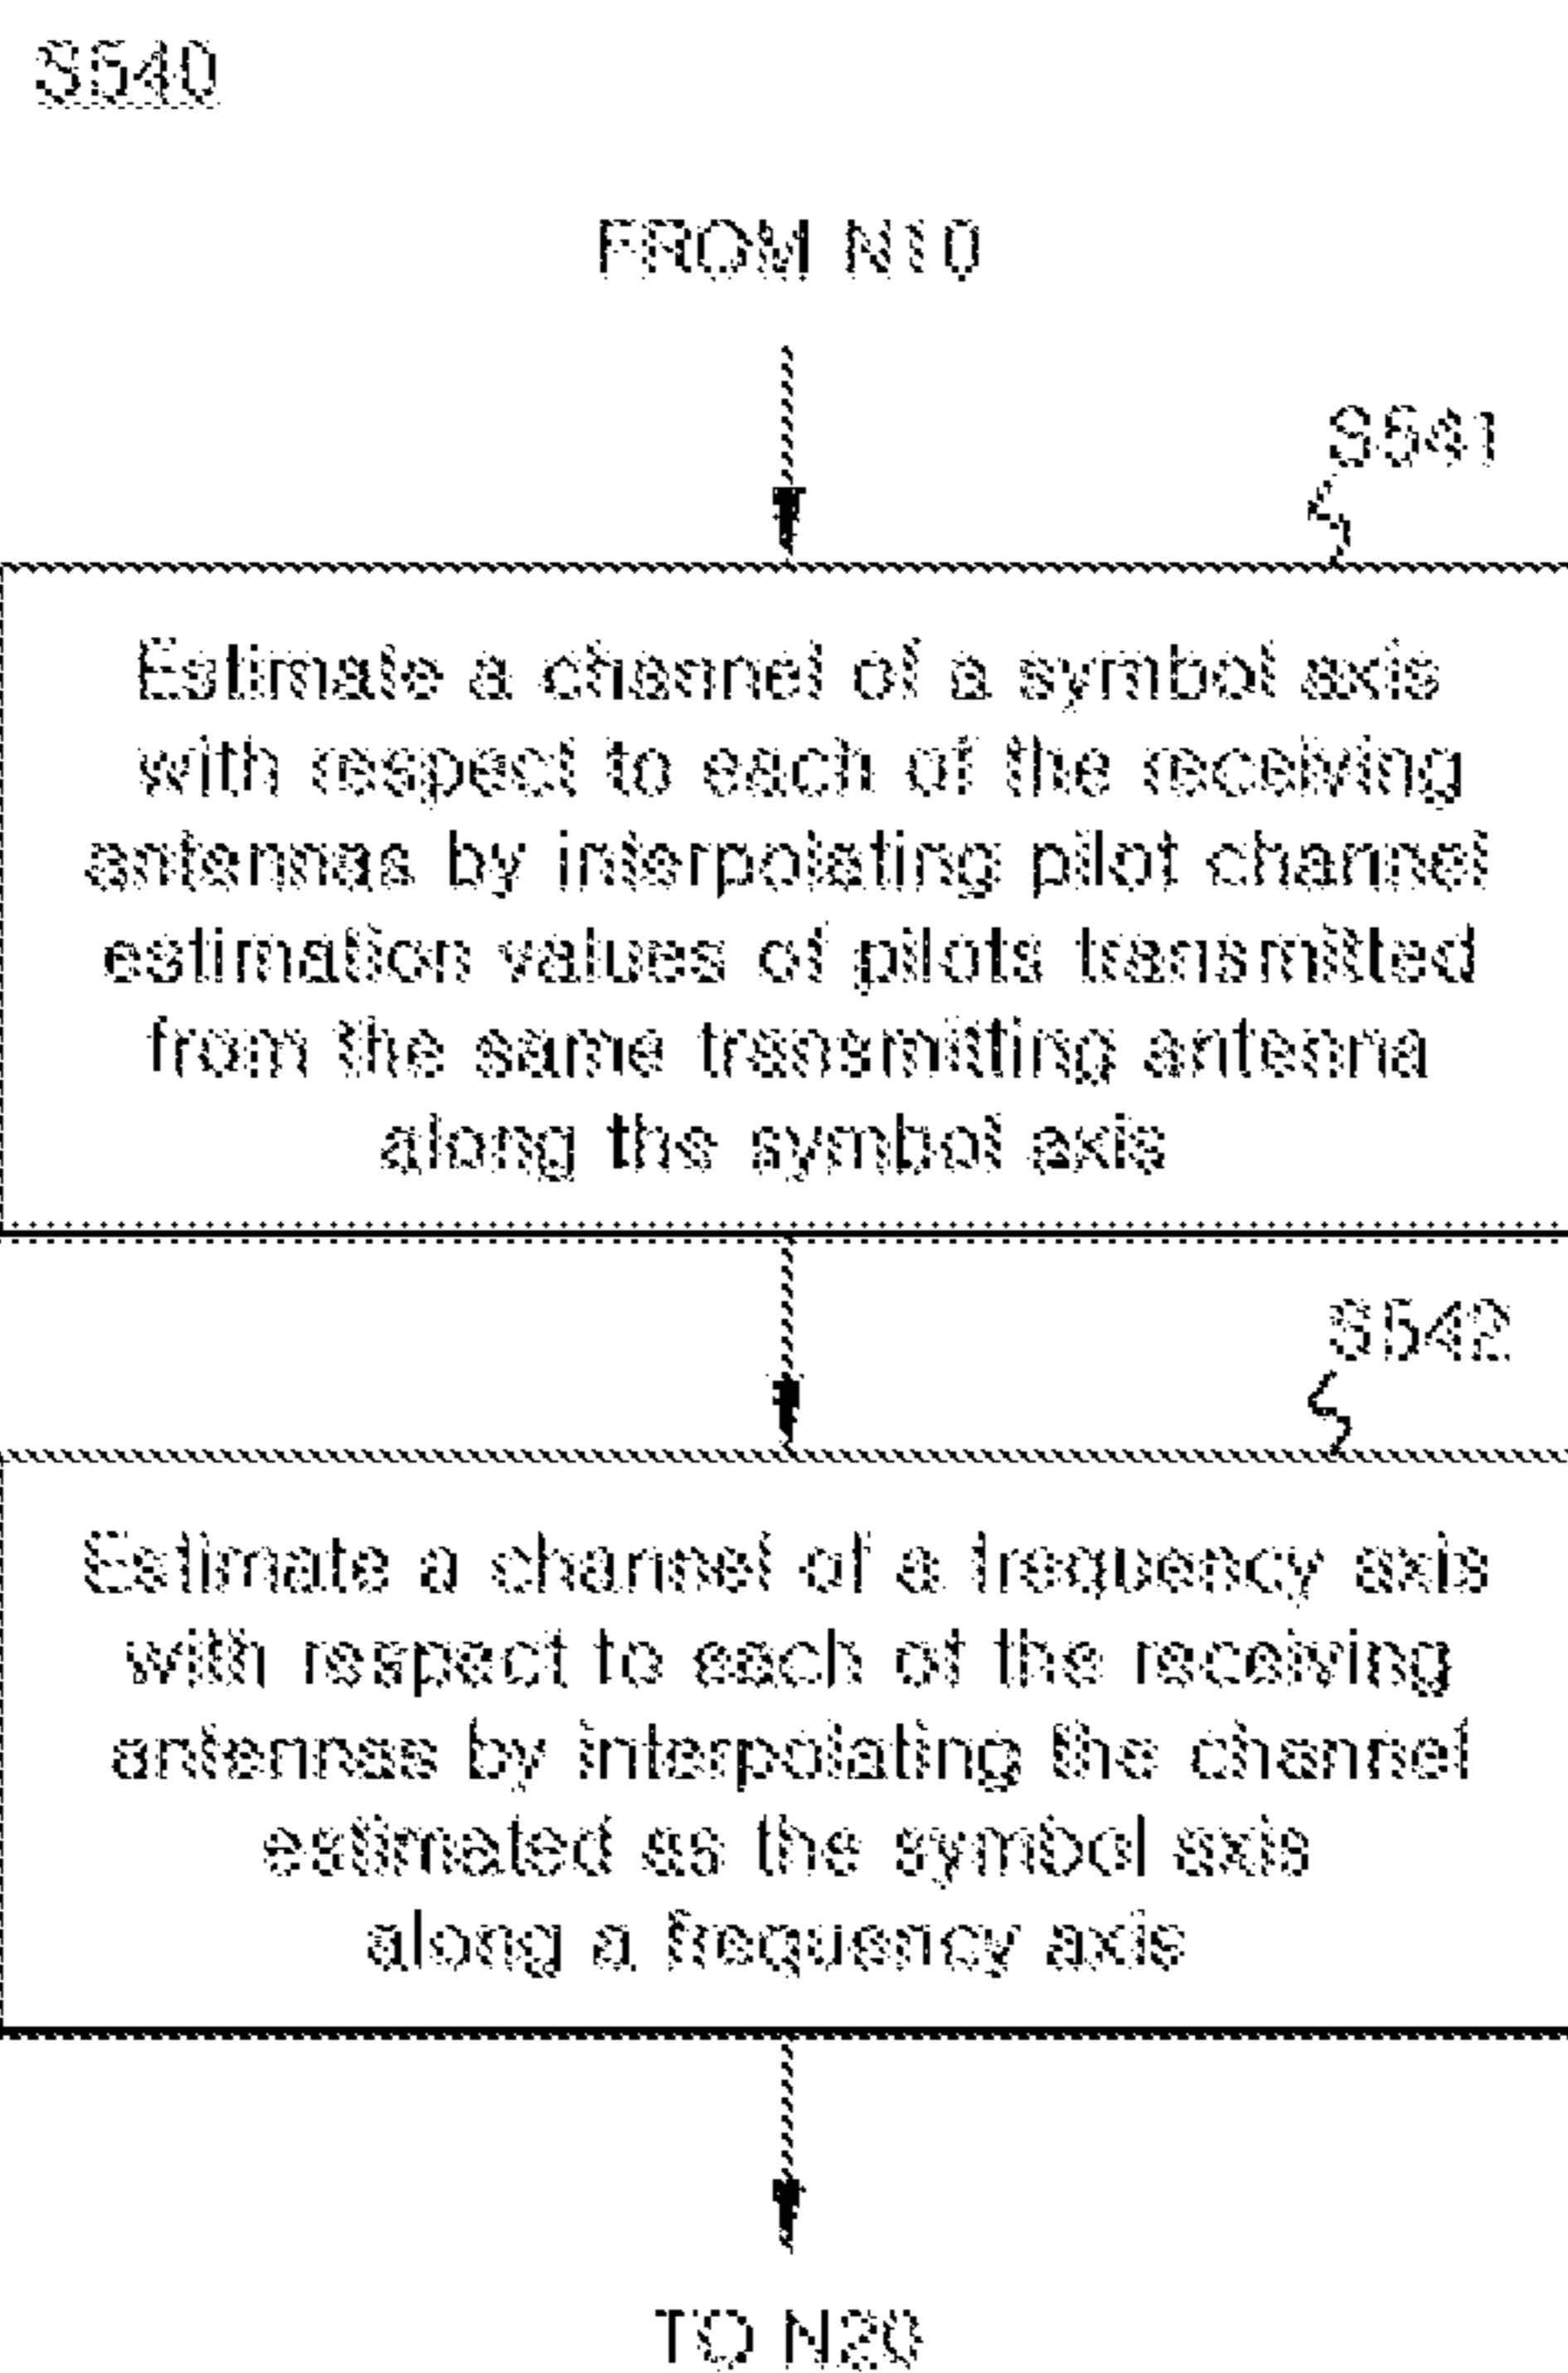 S540
FROM N10
S541
Estimate a channel of a symbol axis
with respect to each of the receiving
antennas by interpolating pilot channel
estimation values of pilots transmitted
from the same transmitting antenna
along the symbol axis
S542
Estimate a channel of a frequency axis
with respect to each of the receiving
antennas by interpolating the channel
estimated as the symbol axis
along a frequency axis
TO N20